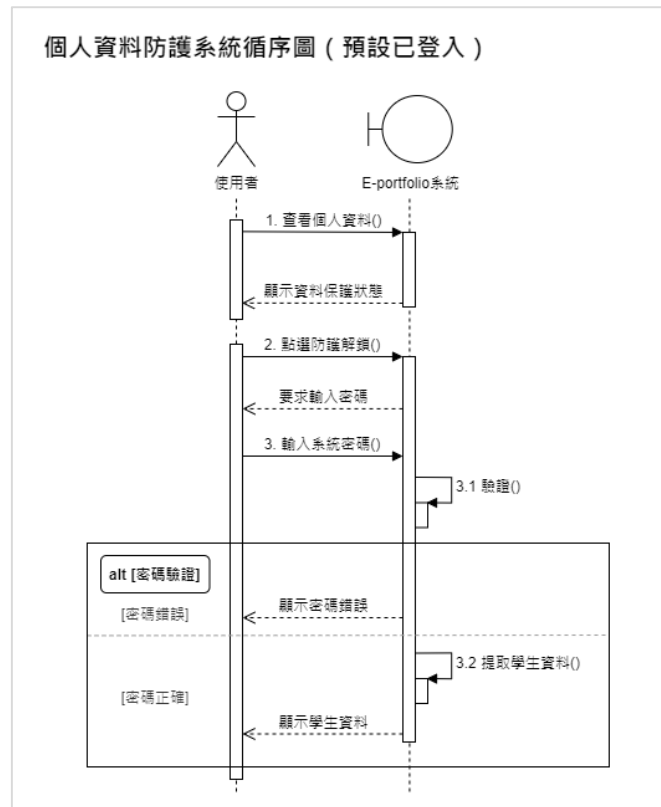 個人資料防護系統循序圖（預設已登入）
使用者
E-portfolio系統
1. 查看個人資料()
顯示資料保護狀態
2. 點選防護解鎖()
要求輸入密碼
3. 輸入系統密碼()
3.1 驗證()
alt [密碼驗證]
[密碼錯誤]
顯示密碼錯誤
3.2 提取學生資料()
[密碼正確]
顯示學生資料